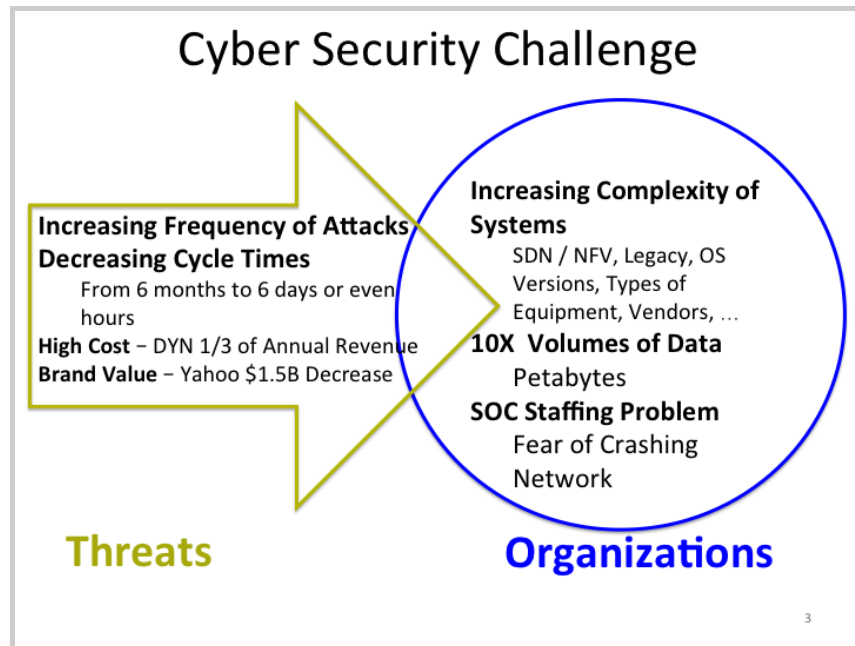 Cyber Security Challenge
Increasing Frequency of Attacks
Decreasing Cycle Times
From 6 months to 6 days or even
hours
High Cost – DYN 1/3 of Annual Revenue
Brand Value – Yahoo $1.5B Decrease
Threats
Increasing Complexity of
Systems
SDN / NFV, Legacy, OS
Versions, Types of
Equipment, Vendors, …
10X  Volumes of Data
Petabytes
SOC Staffing Problem
Fear of Crashing
Network
Organizations
3